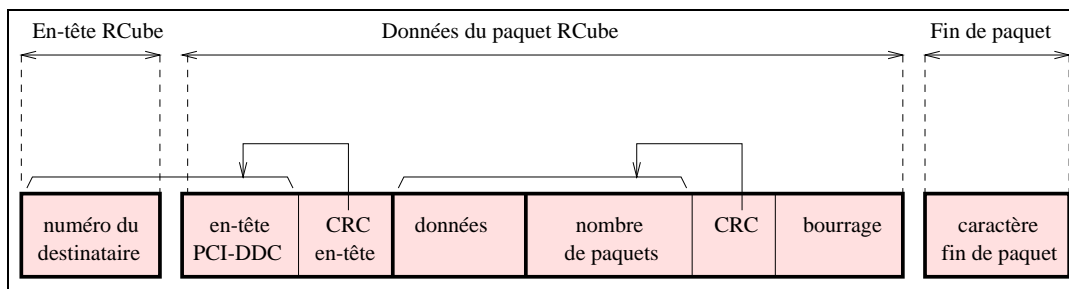 En-tête RCube
Données du paquet RCube
Fin de paquet
numéro du
destinataire
en-tête
PCI-DDC
CRC
en-tête
données
nombre
de paquets
CRC
bourrage
caractère
fin de paquet